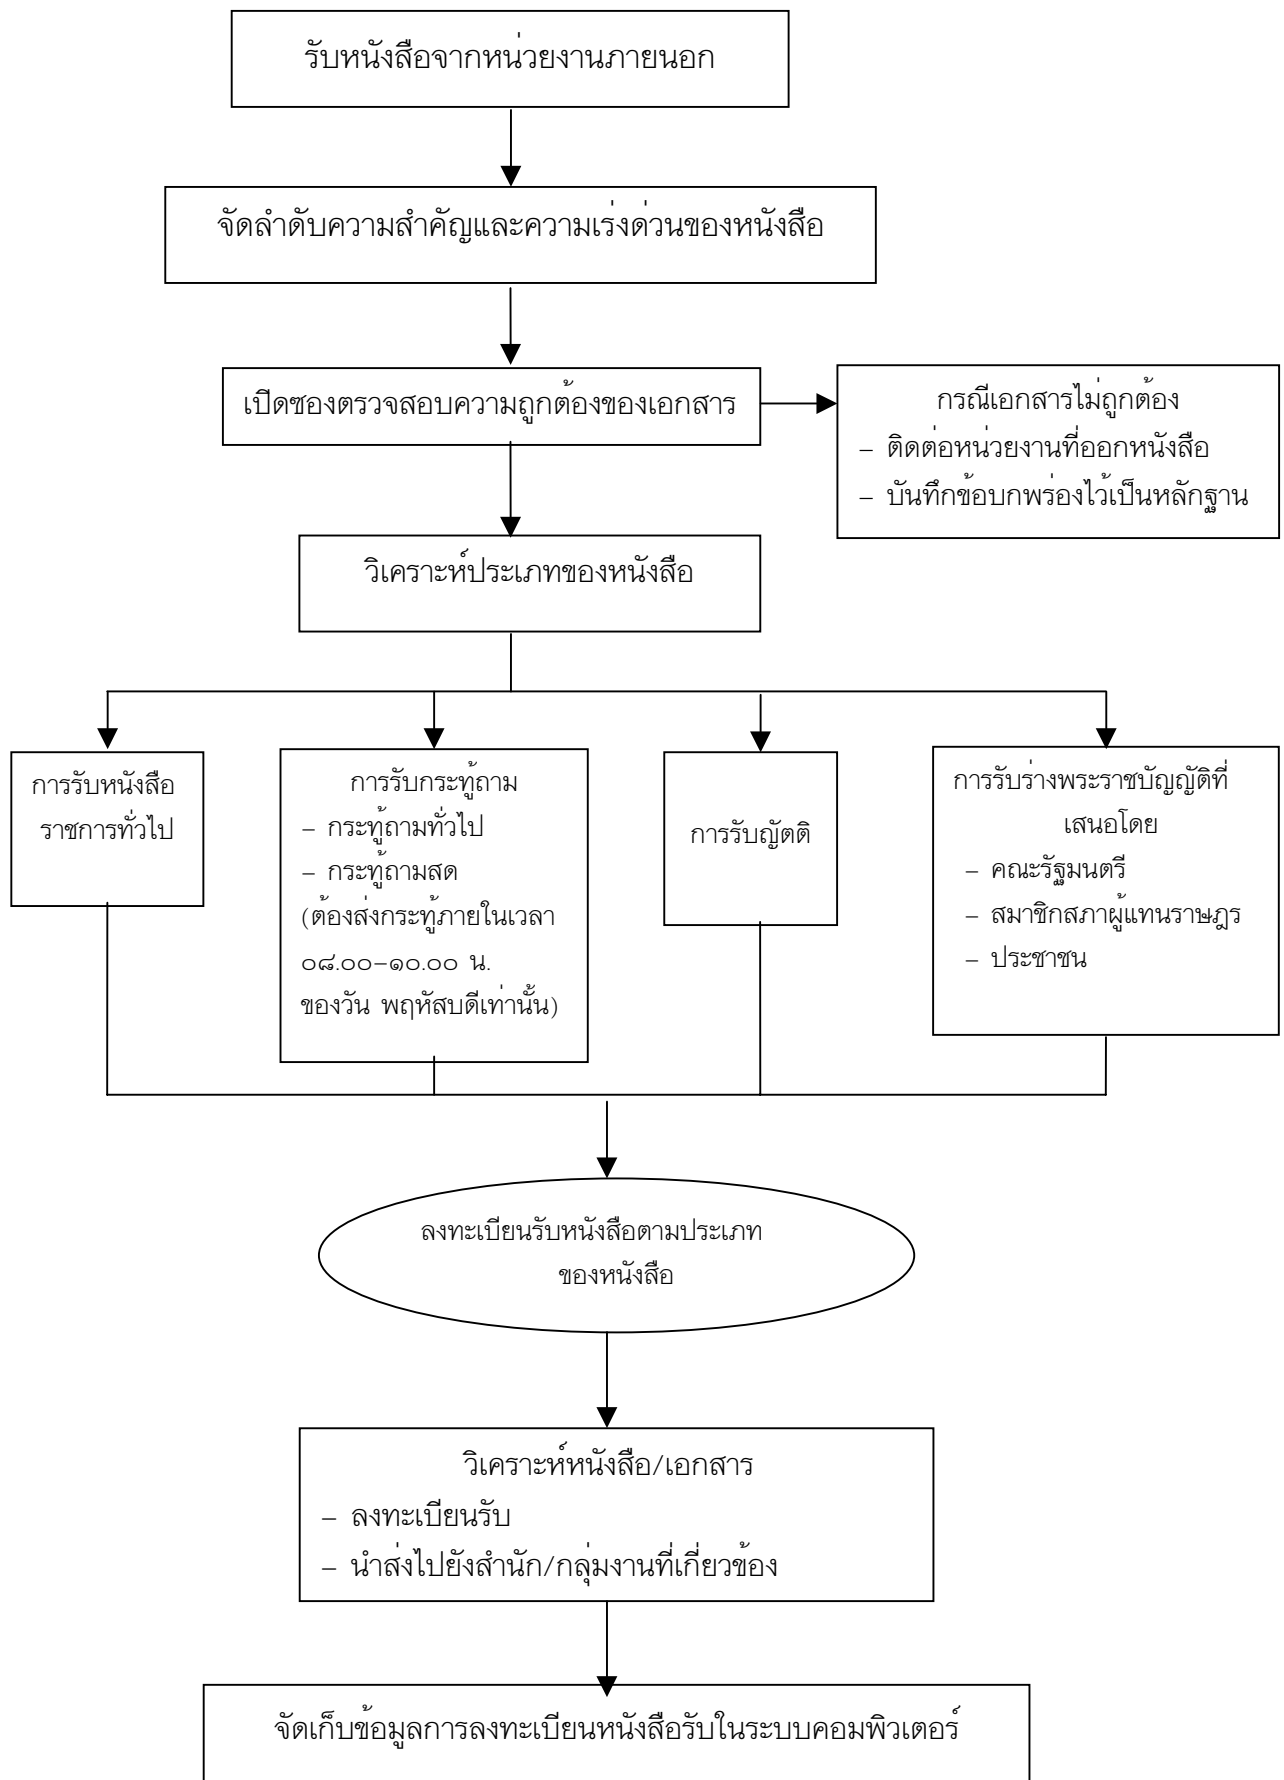 รับหนังสือจากหน่วยงานภายนอก
จัดลำดับความสำคัญและความเร่งด่วนของหนังสือ
เปิดซองตรวจสอบความถูกต้องของเอกสาร
กรณีเอกสารไม่ถูกต้อง
– ติดต่อหน่วยงานที่ออกหนังสือ
– บันทึกข้อบกพร่องไว้เป็นหลักฐาน
วิเคราะห์ประเภทของหนังสือ
การรับหนังสือ
ราชการทั่วไป
การรับกระทู้ถาม
– กระทู้ถามทั่วไป
– กระทู้ถามสด
(ต้องส่งกระทู้ภายในเวลา
๐๘.๐๐–๑๐.๐๐ น.
ของวัน พฤหัสบดีเท่านั้น)
การรับญัตติ
การรับร่างพระราชบัญญัติที่
เสนอโดย
– คณะรัฐมนตรี
– สมาชิกสภาผู้แทนราษฎร
– ประชาชน
ลงทะเบียนรับหนังสือตามประเภท
ของหนังสือ
วิเคราะห์หนังสือ/เอกสาร
– ลงทะเบียนรับ
– นำส่งไปยังสำนัก/กลุ่มงานที่เกี่ยวข้อง
จัดเก็บข้อมูลการลงทะเบียนหนังสือรับในระบบคอมพิวเตอร์